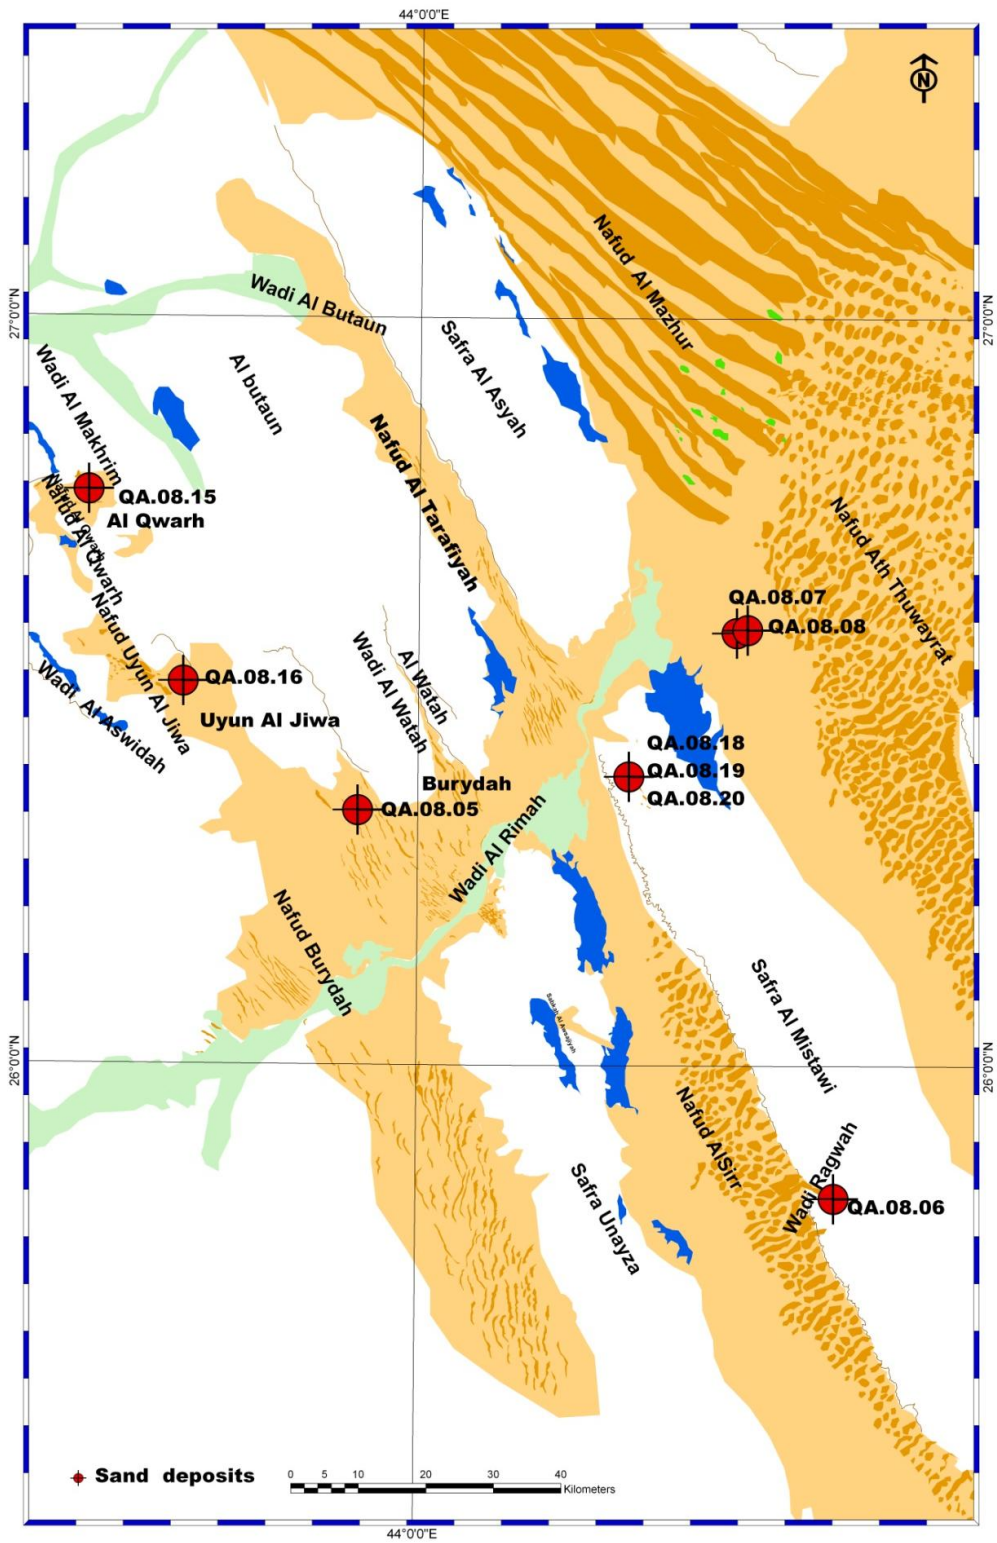 44°0'0"E
N
Nafud Al Mazhur
Wadi Al Butaun
27°0'0"N
27°0'0"N
Safra Al Asyah
Wadi Al Makhrim
Al butaun
Nafud Al Tarafiyah
QA.08.15
Al Qwarh
Nafud Al Qwarh
Nafud Al Qwarh
Nafud Ath Thuwayrat
QA.08.07
QA.08.08
Nafud Uyun Al Jiwa
Wadi Al Aswidah
QA.08.16
Uyun Al Jiwa
Al Watah
Wadi Al Watah
QA.08.18
QA.08.19
QA.08.20
Burydah
QA.08.05
Wadi Al Rimah
Nafud Burydah
Safra Al Mistawi
26°0'0"N
26°0'0"N
Nafud AlSirr
Wadi Ragwah
QA.08.06
Safra Unayza
Sand deposits
0 5 10 20 30 40
Kilometers
44°0'0"E